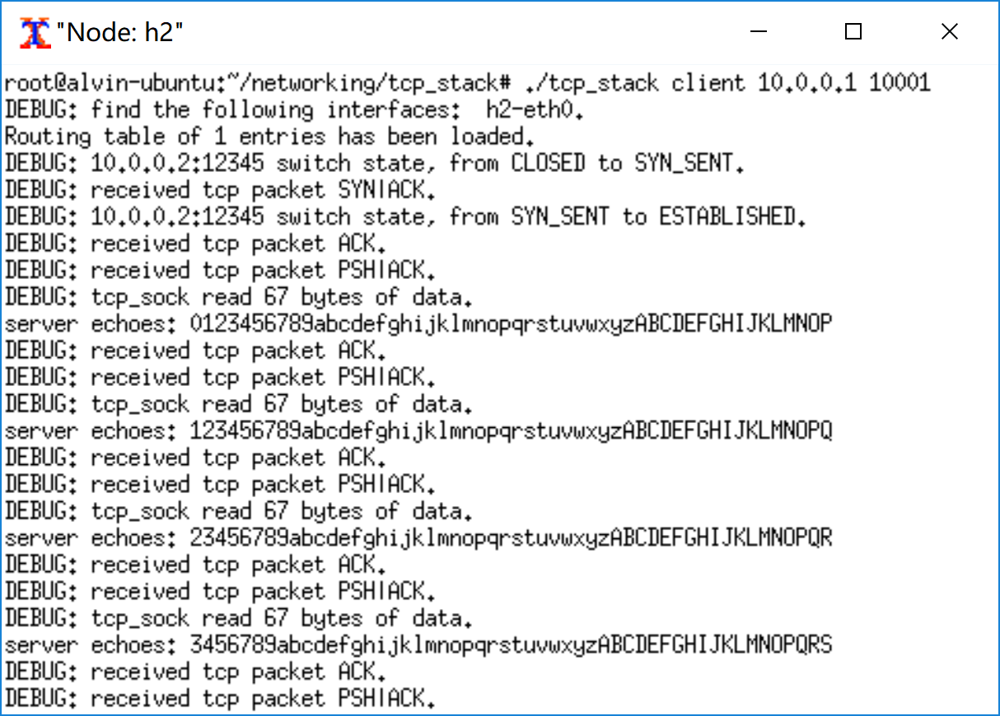 "Node: h2"
root@alvin-ubuntu:~/networking/tcp_stack# ./tcp_stack client 10.0.0.1 10001
DEBUG: find the following interfaces:  h2-eth0.
Routing table of 1 entries has been loaded.
DEBUG: 10.0.0.2:12345 switch state, from CLOSED to SYN_SENT.
DEBUG: received tcp packet SYN|ACK.
DEBUG: 10.0.0.2:12345 switch state, from SYN_SENT to ESTABLISHED.
DEBUG: received tcp packet ACK.
DEBUG: received tcp packet PSH|ACK.
DEBUG: tcp_sock read 67 bytes of data.
server echoes: 0123456789abcdefghijklmnopqrstuvwxyzABCDEFGHIJKLMNOP
DEBUG: received tcp packet ACK.
DEBUG: received tcp packet PSH|ACK.
DEBUG: tcp_sock read 67 bytes of data.
server echoes: 123456789abcdefghijklmnopqrstuvwxyzABCDEFGHIJKLMNOPQ
DEBUG: received tcp packet ACK.
DEBUG: received tcp packet PSH|ACK.
DEBUG: tcp_sock read 67 bytes of data.
server echoes: 23456789abcdefghijklmnopqrstuvwxyzABCDEFGHIJKLMNOPQR
DEBUG: received tcp packet ACK.
DEBUG: received tcp packet PSH|ACK.
DEBUG: tcp_sock read 67 bytes of data.
server echoes: 3456789abcdefghijklmnopqrstuvwxyzABCDEFGHIJKLMNOPQRS
DEBUG: received tcp packet ACK.
DEBUG: received tcp packet PSH|ACK.